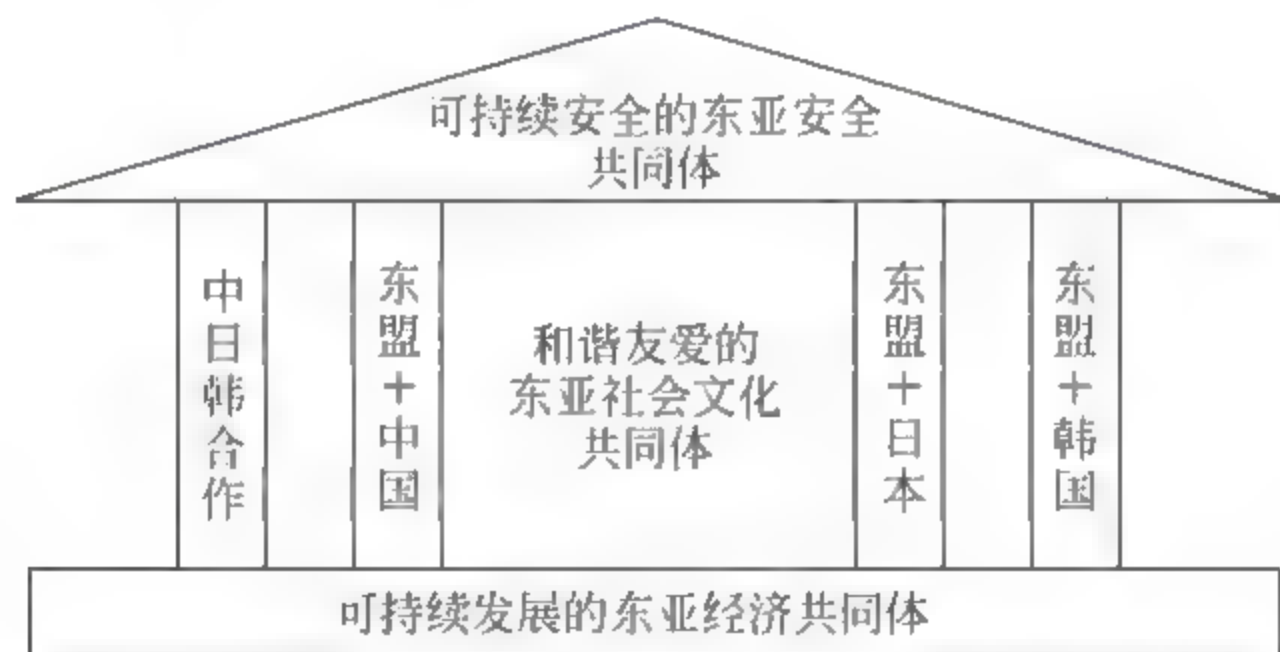 可持续安全的东亚安全
共同体
中日韩合作
东盟+中国
和谐友爱的
东亚社会文化
共同体
东盟+日本
东盟+韩国
可持续发展的东亚经济共同体